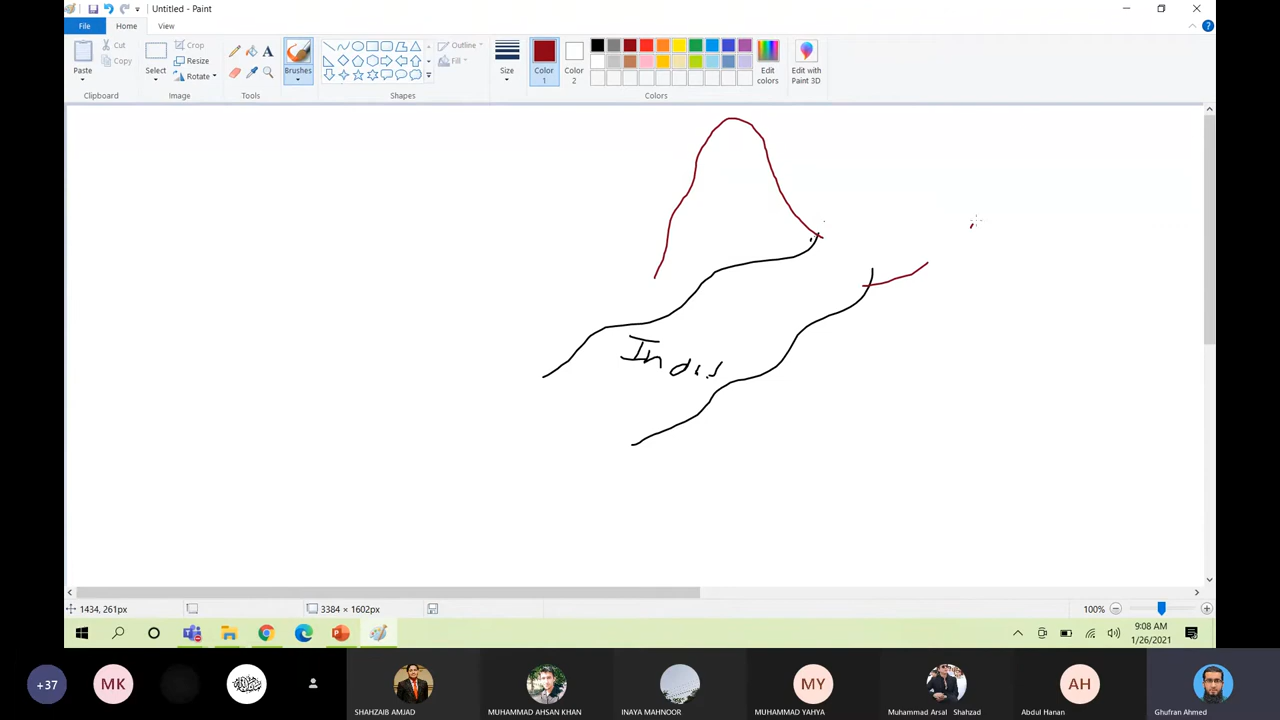 Untitled - Paint
File
Home
View
Paste
Cut
Copy
Clipboard
Select
Crop
Resize
Rotate
Image
Tools
Brushes
Shapes
Outline
Fill
Size
Color 1
Color 2
Colors
Edit colors
Edit with Paint 3D
1434, 261px
3384 × 1602px
100%
9:08 AM
1/26/2021
+37
MK
SHAHZAIB AMJAD
MUHAMMAD AHSAN KHAN
INAYA MAHNOOR
MY
MUHAMMAD YAHYA
Muhammad Arsal Shahzad
AH
Abdul Hanan
Ghufran Ahmed